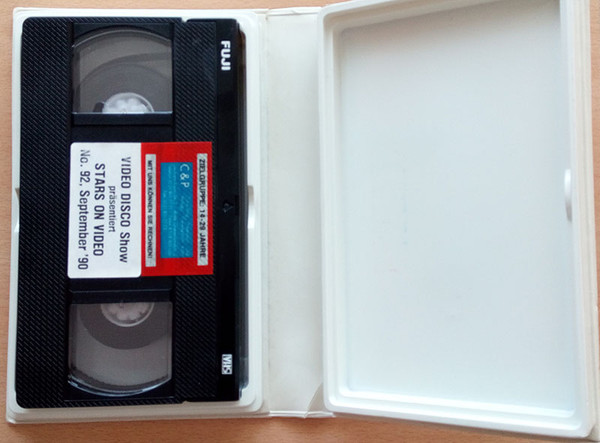 FUJI
ZIELGRUPPE: 14-29 JAHRE
C&P
MIT UNS KÖNNEN SIE RECHNEN!
VIDEO DISCO Show
präsentiert
STARS ON VIDEO
No. 92, September '90
VHS